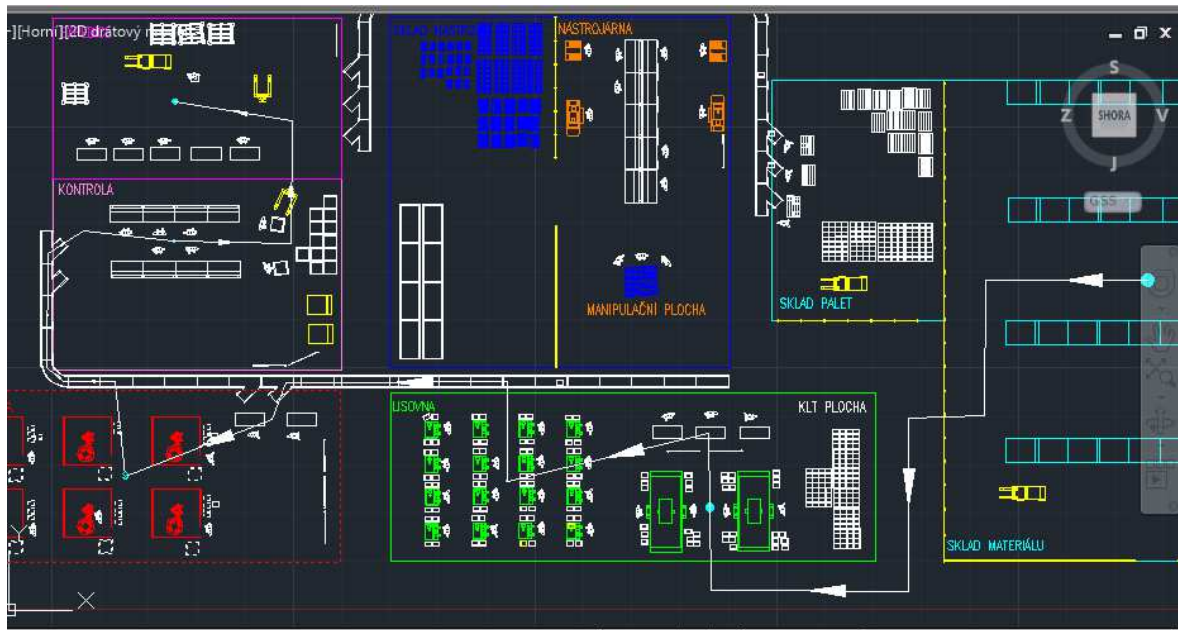 ][Horní][2D drátový
NÁSTROJÁRNA
S
Z
SHORA
V
J
KONTROLA
GSS
SKLAD PALET
MANIPULAČNÍ PLOCHA
LISOVNA
KLT PLOCHA
SKLAD MATERIÁLU
Y
X